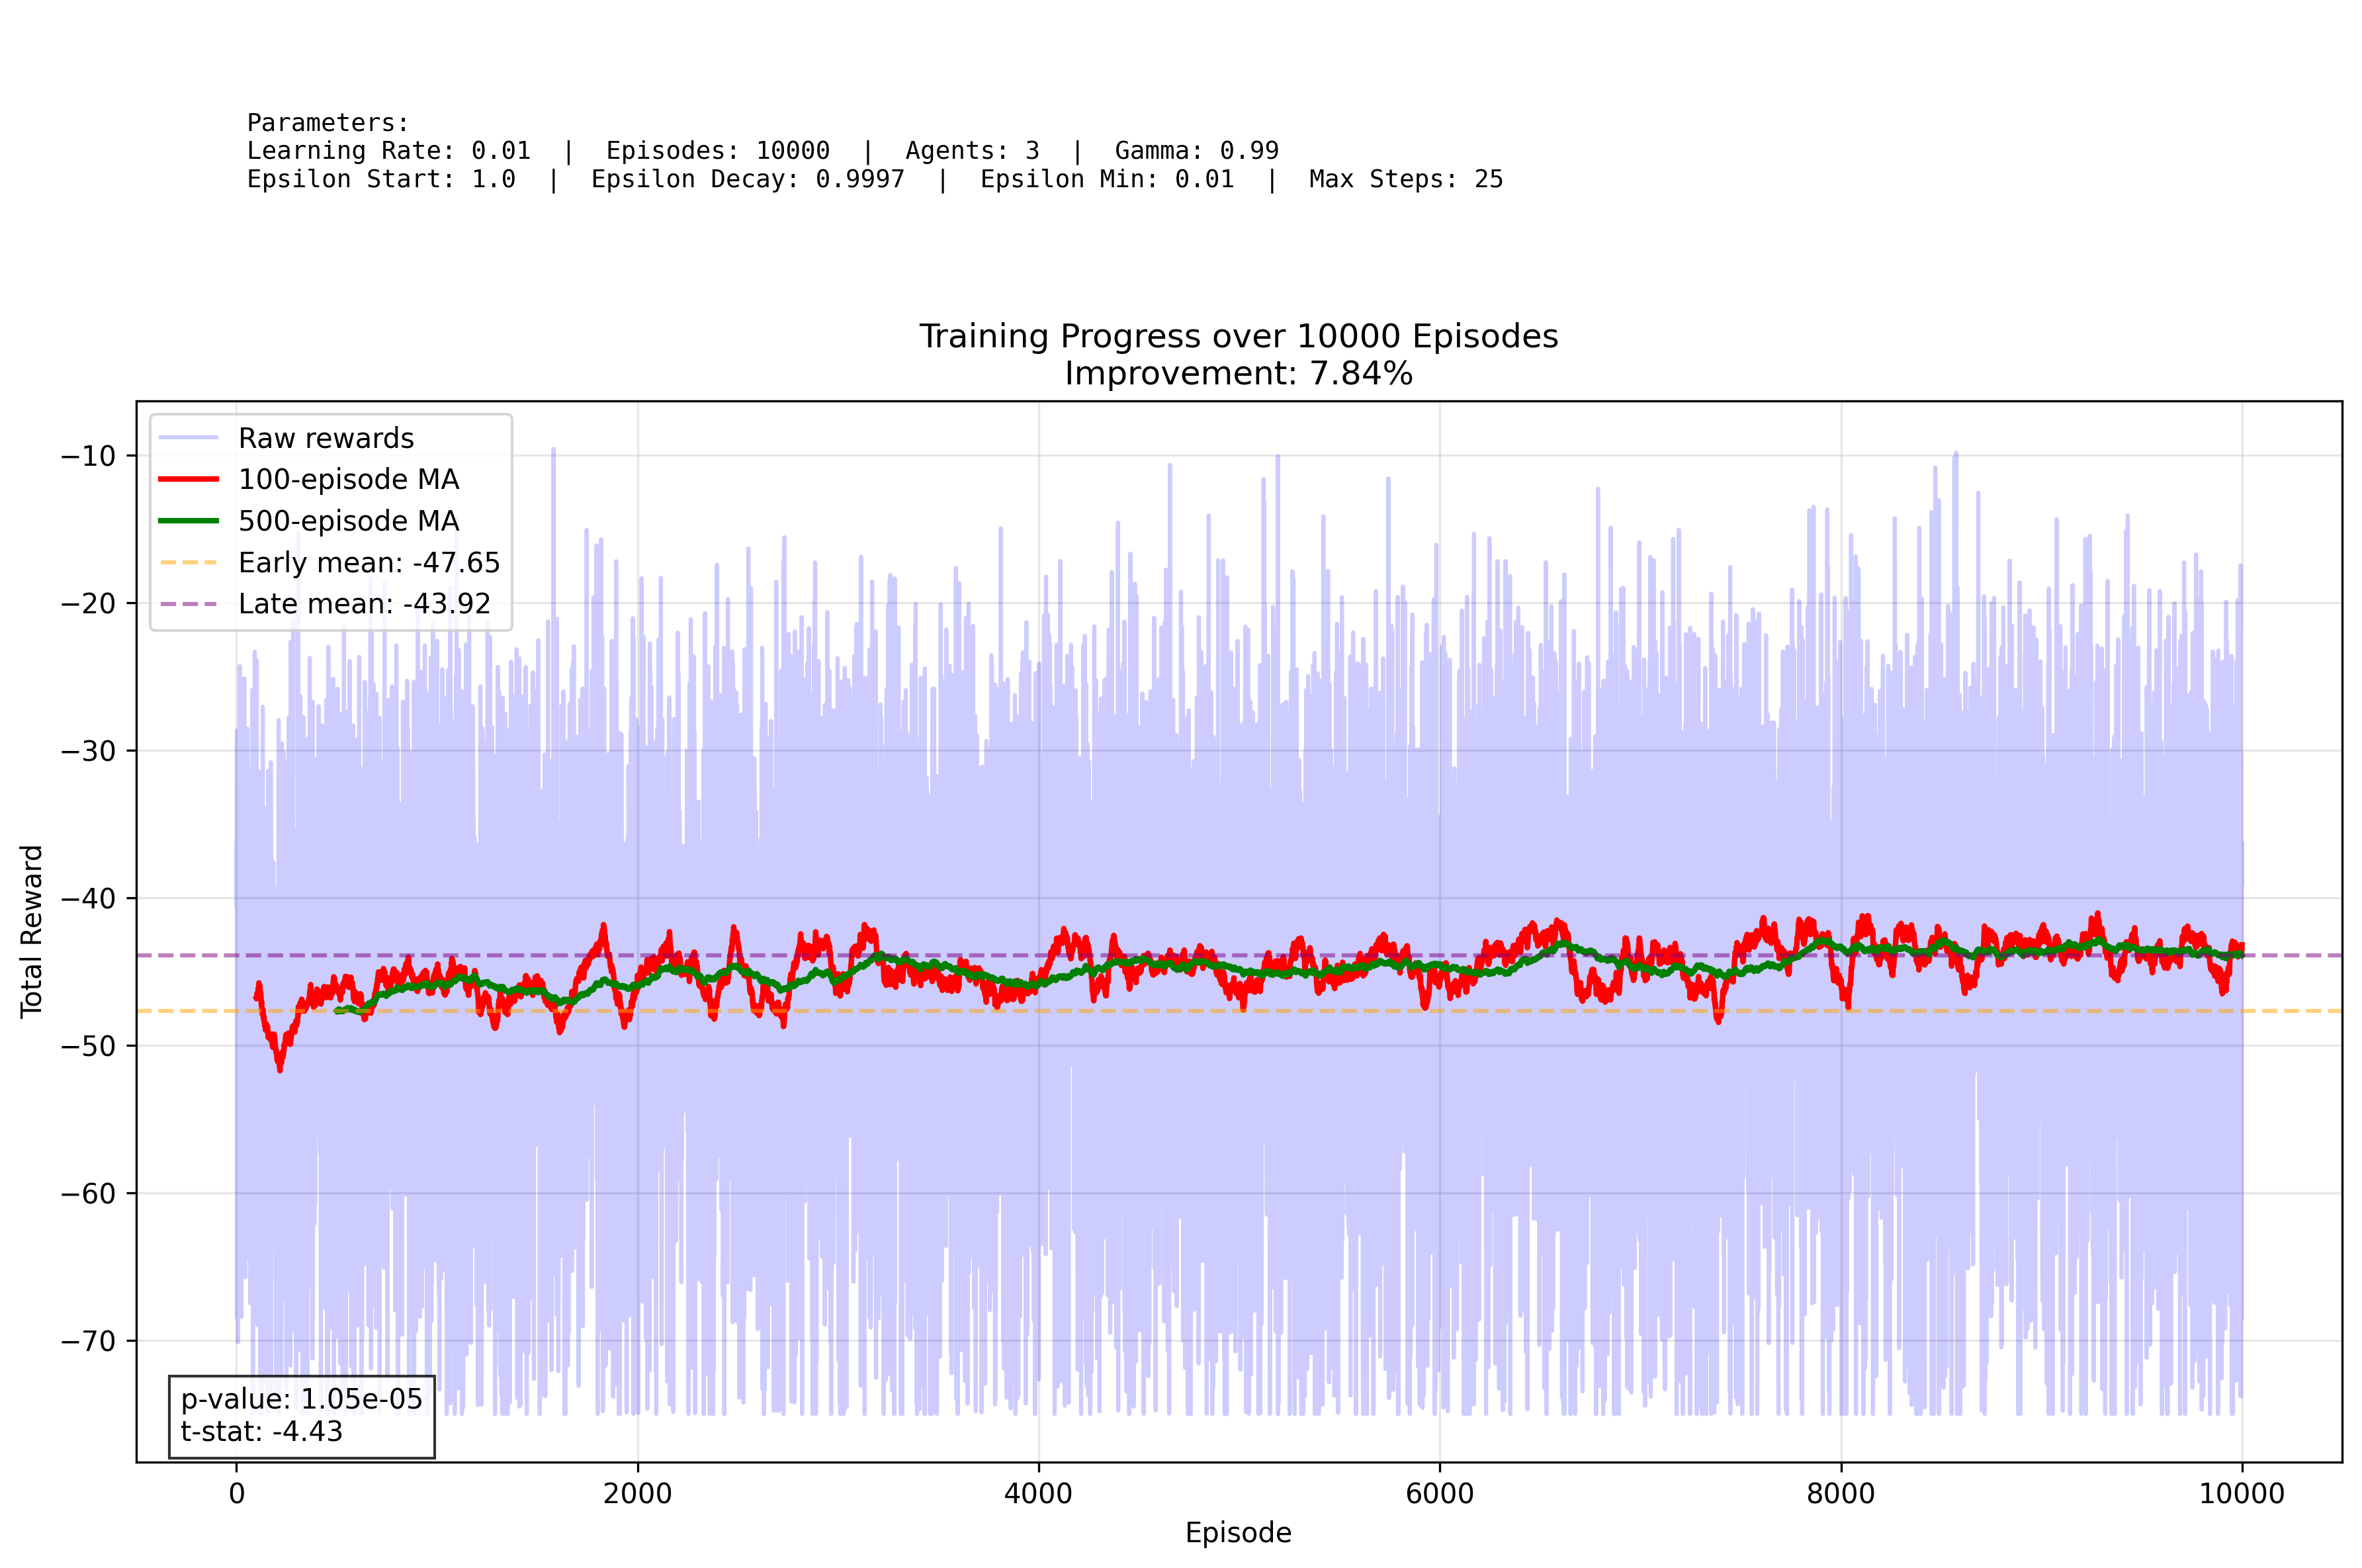 Parameters:
Learning Rate: 0.01  |  Episodes: 10000  |  Agents: 3  |  Gamma: 0.99
Epsilon Start: 1.0  |  Epsilon Decay: 0.9997  |  Epsilon Min: 0.01  |  Max Steps: 25
Training Progress over 10000 Episodes
Improvement: 7.84%
Raw rewards
100-episode MA
500-episode MA
Early mean: -47.65
Late mean: -43.92
−10
−20
−30
−40
−50
−60
−70
Total Reward
p-value: 1.05e-05
t-stat: -4.43
0
2000
4000
6000
8000
10000
Episode